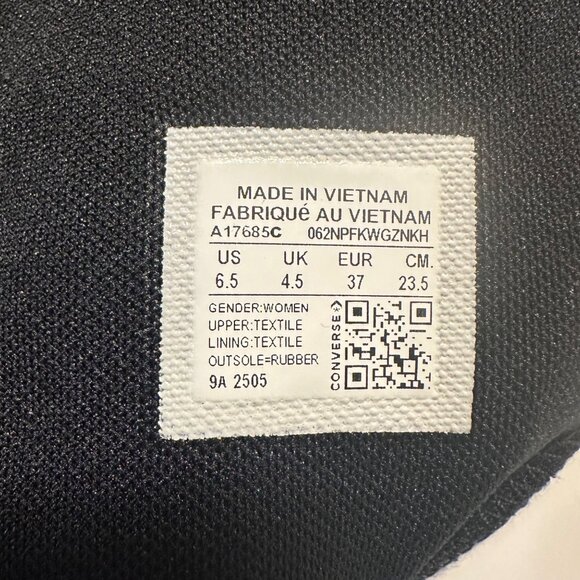 MADE IN VIETNAM
FABRIQUé AU VIETNAM
A17685C 062NPFKWGZNKH
US UK EUR CM.
6.5 4.5 37 23.5
GENDER:WOMEN
UPPER:TEXTILE
LINING:TEXTILE
OUTSOLE=RUBBER
9A 2505
CONVERSE